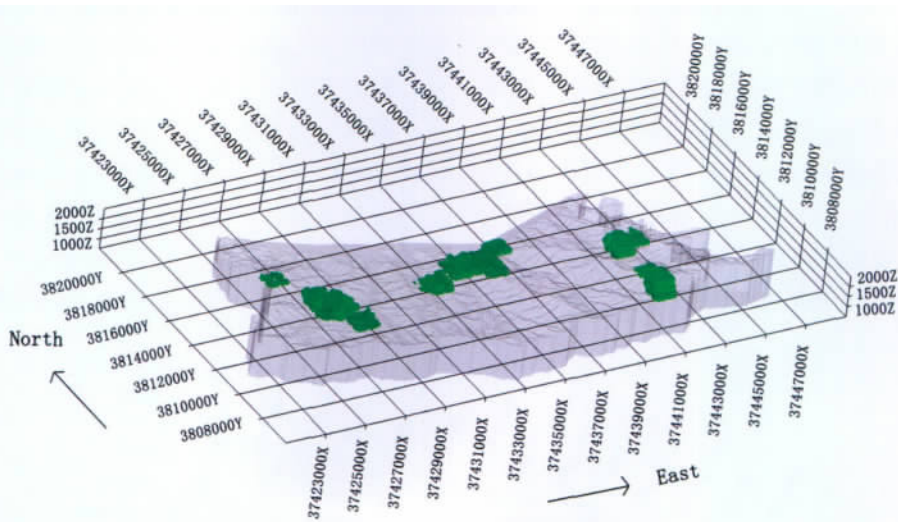 37423000X
37425000X
37427000X
37429000X
37431000X
37433000X
37435000X
37437000X
37439000X
37441000X
37443000X
37445000X
37447000X
3820000Y
3818000Y
3816000Y
3814000Y
3812000Y
3810000Y
3808000Y
2000Z
1500Z
1000Z
3820000Y
3818000Y
3816000Y
3814000Y
3812000Y
3810000Y
3808000Y
2000Z
1500Z
1000Z
North
37423000X
37425000X
37427000X
37429000X
37431000X
37433000X
37435000X
37437000X
37439000X
37441000X
37443000X
37445000X
37447000X
East